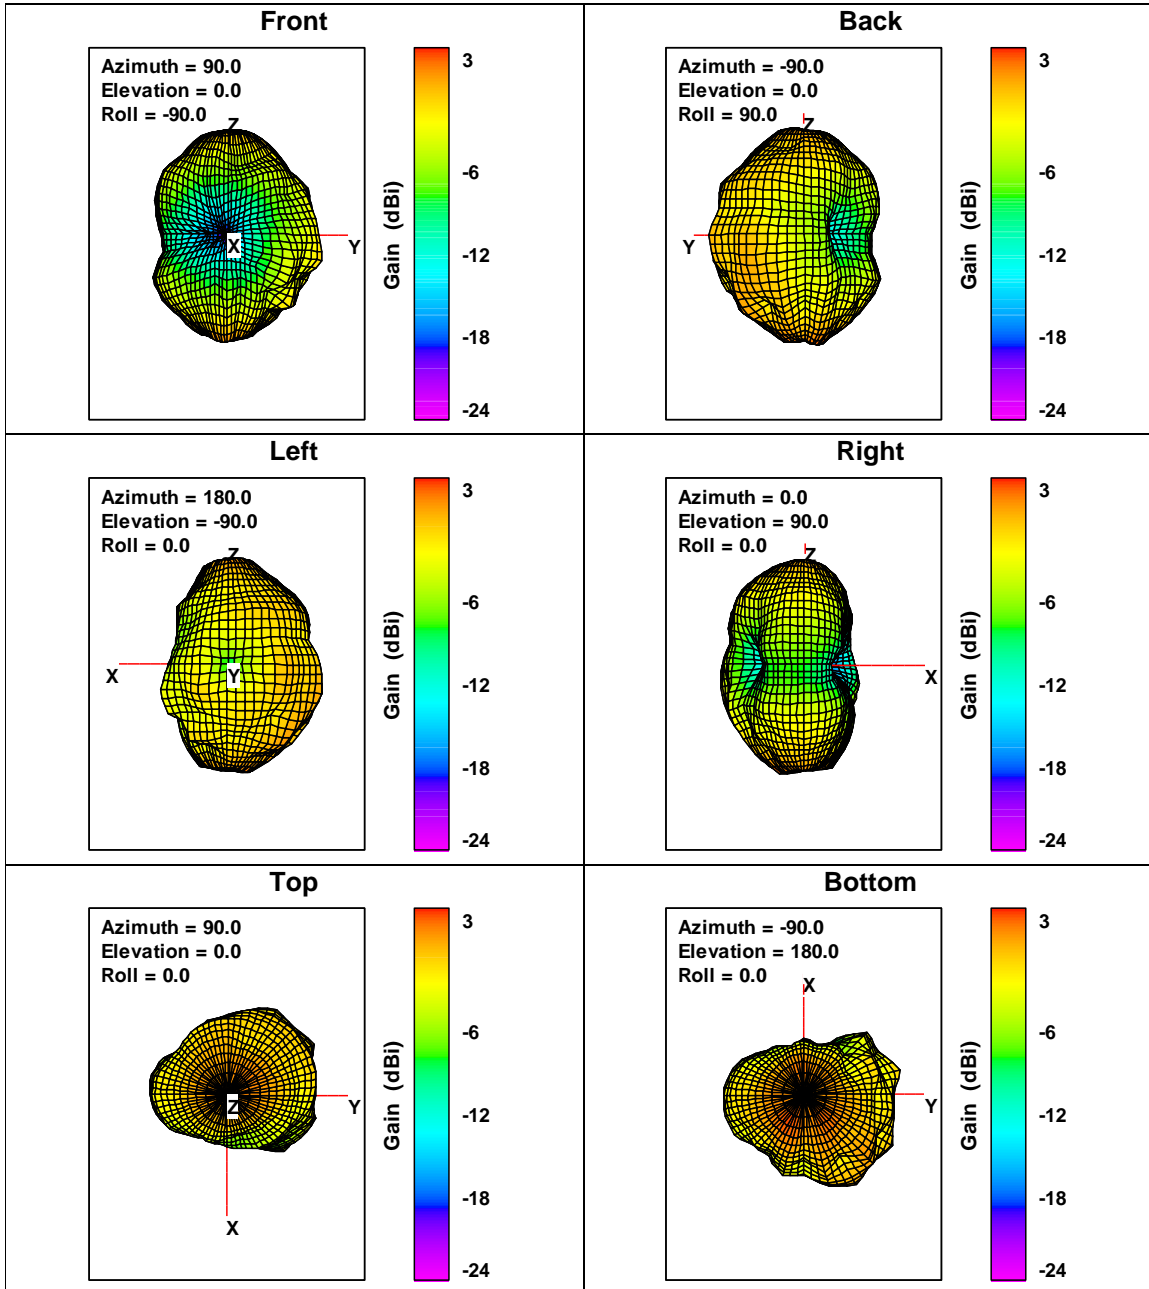 Front
Azimuth = 90.0
Elevation = 0.0
Roll = -90.0
Z
X
Y
3
-6
-12
-18
-24
Gain (dBi)
Back
Azimuth = -90.0
Elevation = 0.0
Roll = 90.0
Z
Y
3
-6
-12
-18
-24
Gain (dBi)
Left
Azimuth = 180.0
Elevation = -90.0
Roll = 0.0
Z
X
Y
3
-6
-12
-18
-24
Gain (dBi)
Right
Azimuth = 0.0
Elevation = 90.0
Roll = 0.0
Z
X
3
-6
-12
-18
-24
Gain (dBi)
Top
Azimuth = 90.0
Elevation = 0.0
Roll = 0.0
Z
Y
X
3
-6
-12
-18
-24
Gain (dBi)
Bottom
Azimuth = -90.0
Elevation = 180.0
Roll = 0.0
X
Y
3
-6
-12
-18
-24
Gain (dBi)